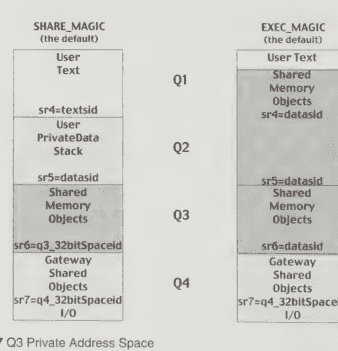 SHARE_MAGIC
(the default)
User
Text
sr4=textsid
User
PrivateData
Stack
sr5=datasid
Shared
Memory
Objects
sr6=q3_32bitSpaceid
Gateway
Shared
Objects
sr7=q4_32bitSpaceid
I/O
Q1
Q2
Q3
Q4
EXEC_MAGIC
(the default)
User Text
Shared
Memory
Objects
sr4=datasid
sr5=datasid
Shared
Memory
Objects
sr6=datasid
Gateway
Shared
Objects
sr7=q4_32bitSpacei
I/O
7 Q3 Private Address Space